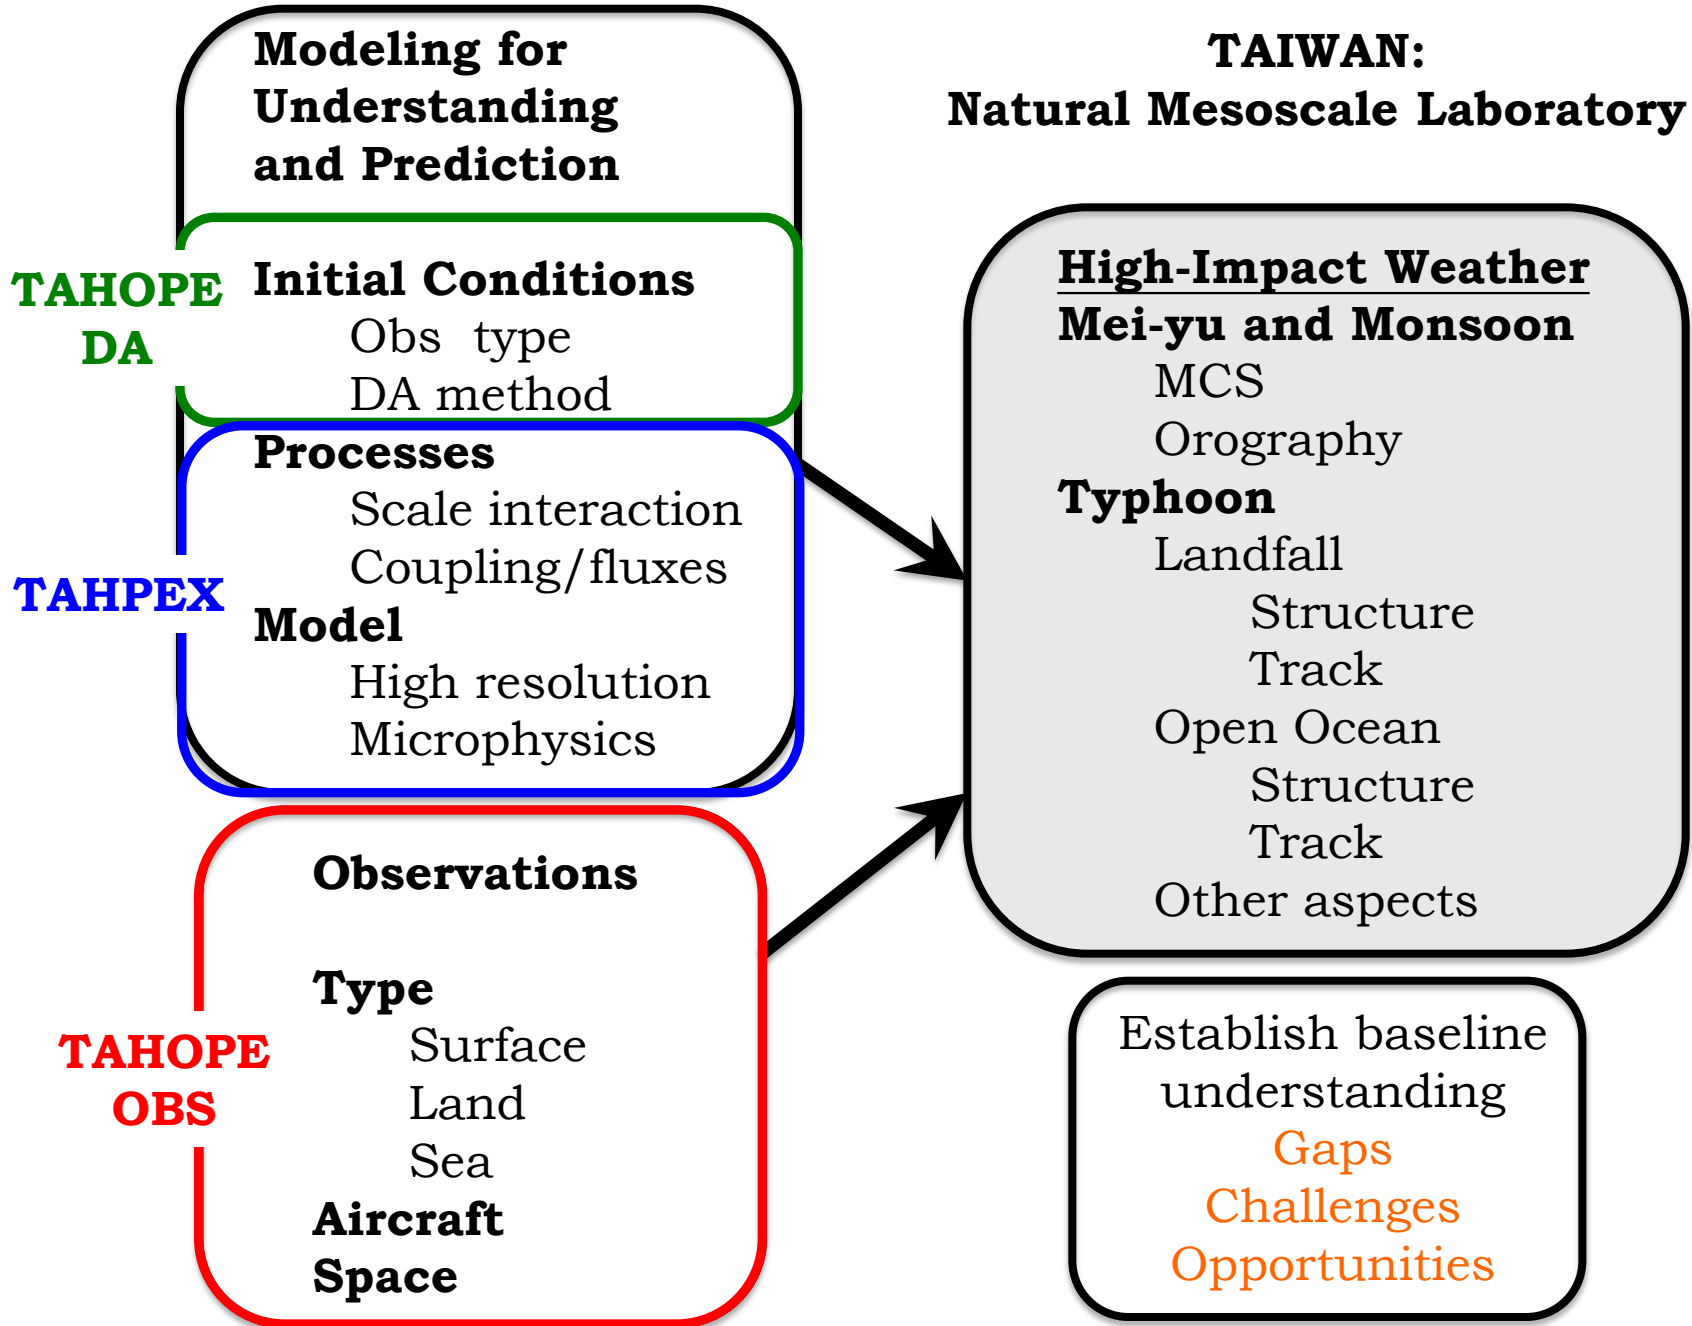 Modeling for
Understanding
and Prediction
TAHOPE
DA
Initial Conditions
Obs type
DA method
TAHPEX
Processes
Scale interaction
Coupling/fluxes
Model
High resolution
Microphysics
TAHOPE
OBS
Observations
Type
Surface
Land
Sea
Aircraft
Space
TAIWAN:
Natural Mesoscale Laboratory
High-Impact Weather
Mei-yu and Monsoon
MCS
Orography
Typhoon
Landfall
Structure
Track
Open Ocean
Structure
Track
Other aspects
Establish baseline
understanding
Gaps
Challenges
Opportunities